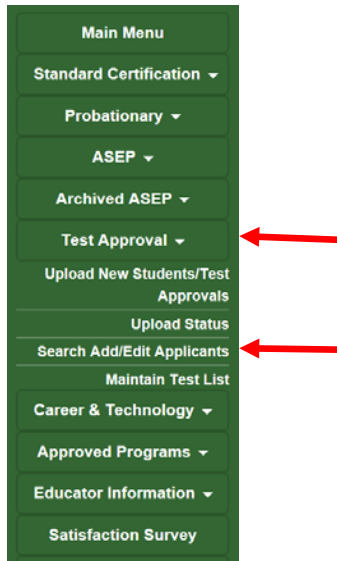 Main Menu
Standard Certification
Probationary
ASEP
Archived ASEP
Test Approval
Upload New Students/Test
Approvals
Upload Status
Search Add/Edit Applicants
Maintain Test List
Career & Technology
Approved Programs
Educator Information
Satisfaction Survey